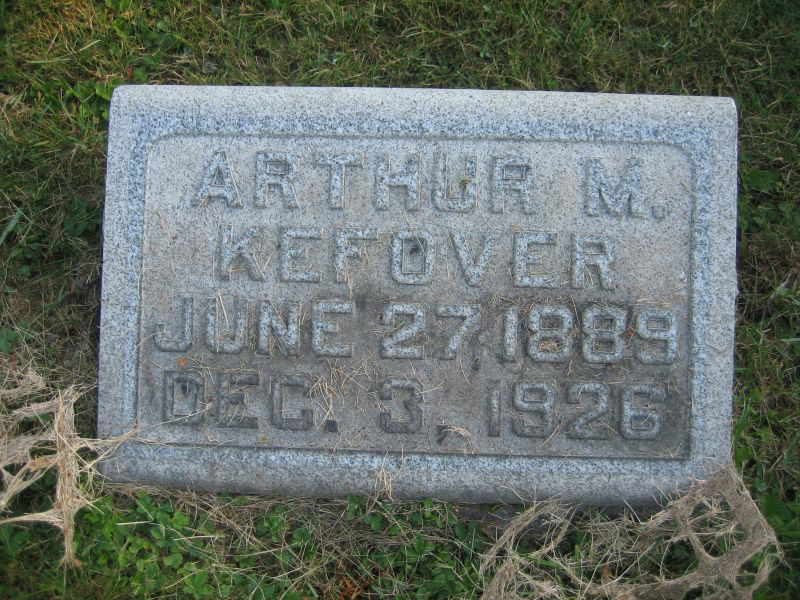 ARTHUR M.
KEFOVER
JUNE 27, 1889
DEC. 3, 1926